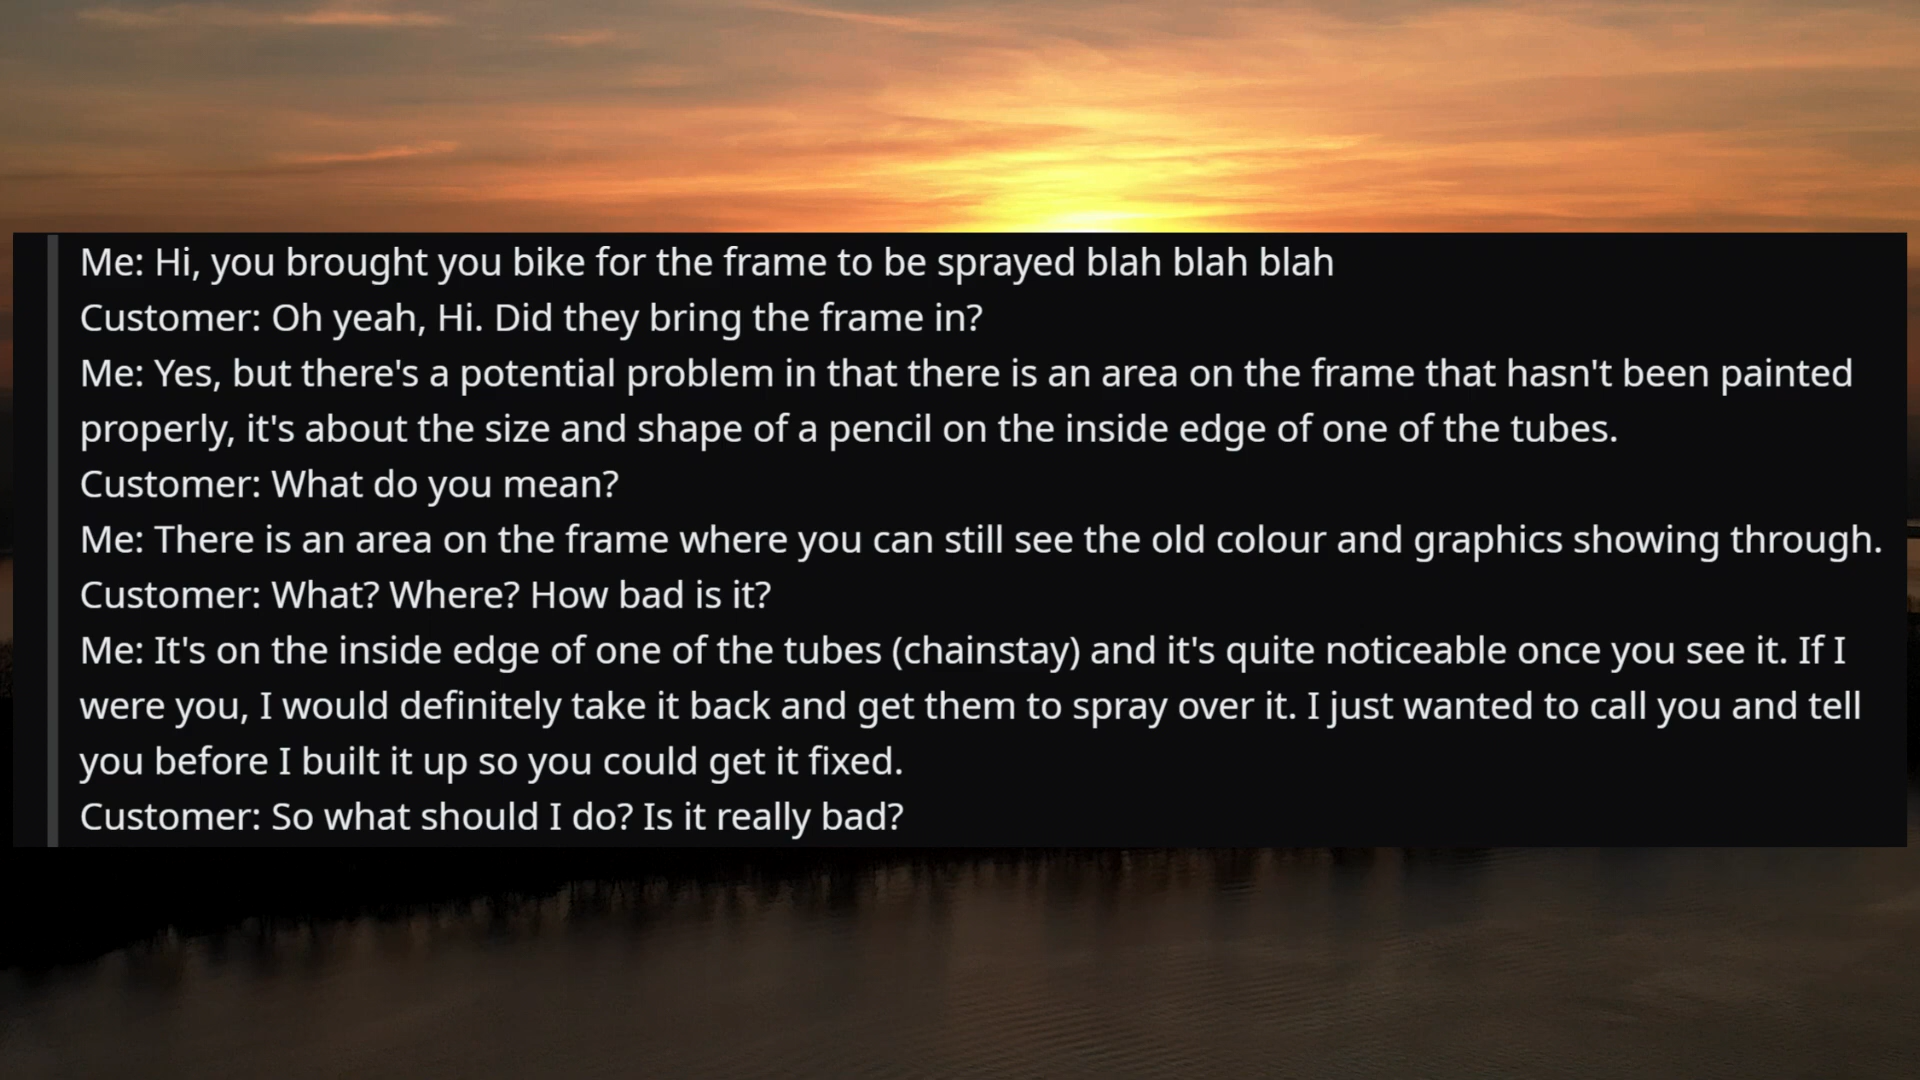 Me: Hi, you brought you bike for the frame to be sprayed blah blah blah
Customer: Oh yeah, Hi. Did they bring the frame in?
Me: Yes, but there's a potential problem in that there is an area on the frame that hasn't been painted
properly, it's about the size and shape of a pencil on the inside edge of one of the tubes.
Customer: What do you mean?
Me: There is an area on the frame where you can still see the old colour and graphics showing through.
Customer: What? Where? How bad is it?
Me: It's on the inside edge of one of the tubes (chainstay) and it's quite noticeable once you see it. If I
were you, I would definitely take it back and get them to spray over it. I just wanted to call you and tell
you before I built it up so you could get it fixed.
Customer: So what should I do? Is it really bad?